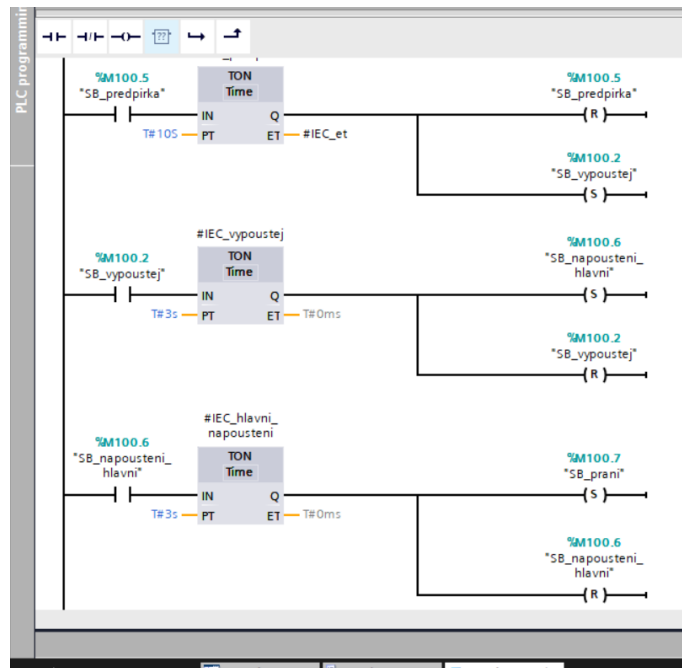 PLC programmin
%M100.5
"SB_predpirka"
TON
Time
IN
Q
T#10S
PT
ET
#IEC_et
%M100.5
"SB_predpirka"
R
%M100.2
"SB_vypoustej"
S
#IEC_vypoustej
%M100.2
"SB_vypoustej"
TON
Time
IN
Q
T#3s
PT
ET
T#0ms
%M100.6
"SB_napousteni_
hlavni"
S
%M100.2
"SB_vypoustej"
R
#IEC_hlavni_
napousteni
%M100.6
"SB_napousteni_
hlavni"
TON
Time
IN
Q
T#3s
PT
ET
T#0ms
%M100.7
"SB_prani"
S
%M100.6
"SB_napousteni_
hlavni"
R